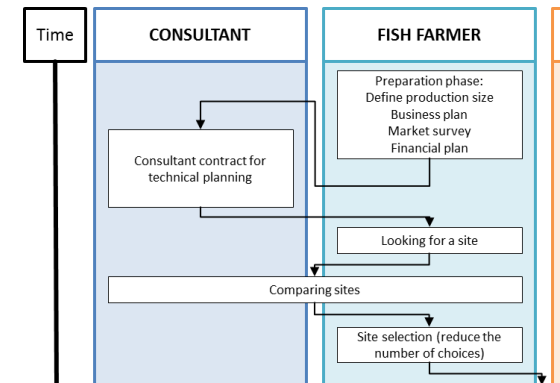 Time
CONSULTANT
FISH FARMER
Preparation phase:
Define production size
Business plan
Market survey
Financial plan
Consultant contract for
technical planning
Looking for a site
Comparing sites
Site selection (reduce the
number of choices)